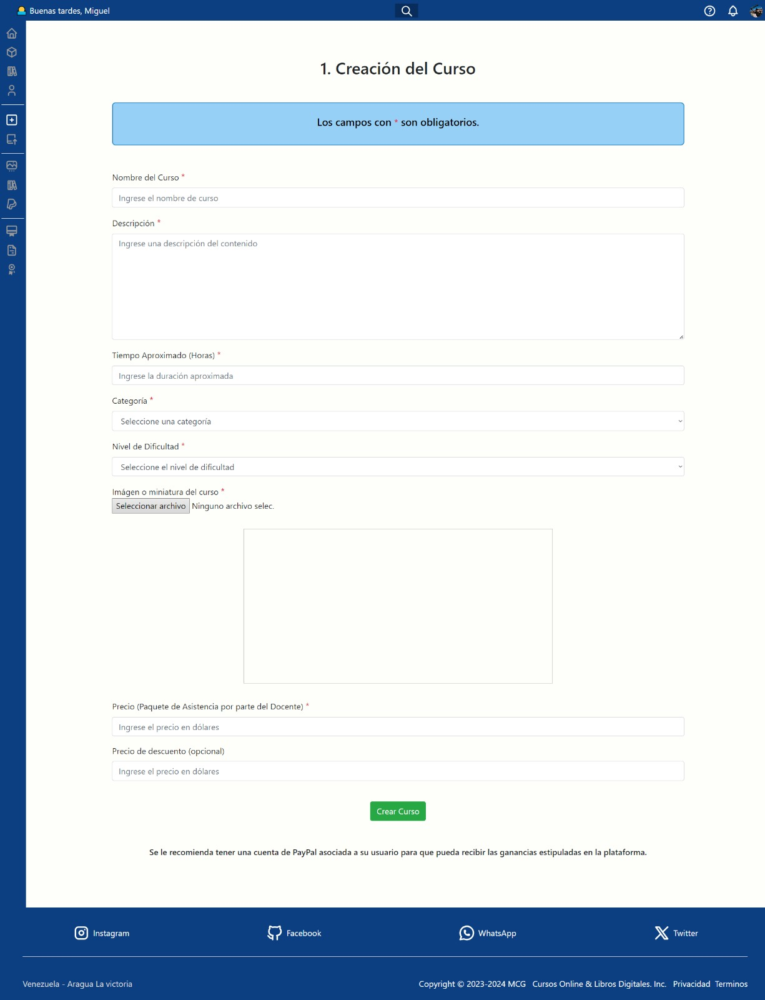 Buenas tardes, Miguel
1. Creación del Curso
Los campos con * son obligatorios.
Nombre del Curso *
Ingrese el nombre de curso
Descripción *
Ingrese una descripción del contenido
Tiempo Aproximado (Horas) *
Ingrese la duración aproximada
Categoría *
Seleccione una categoría
Nivel de Dificultad *
Seleccione el nivel de dificultad
Imágen o miniatura del curso *
Seleccionar archivo Ninguno archivo selec.
Precio (Paquete de Asistencia por parte del Docente) *
Ingrese el precio en dólares
Precio de descuento (opcional)
Ingrese el precio en dólares
Crear Curso
Se le recomienda tener una cuenta de PayPal asociada a su usuario para que pueda recibir las ganancias estipuladas en la plataforma.
Instagram Facebook WhatsApp Twitter
Venezuela - Aragua La victoria Copyright © 2023-2024 MCG Cursos Online & Libros Digitales. Inc. Privacidad Terminos